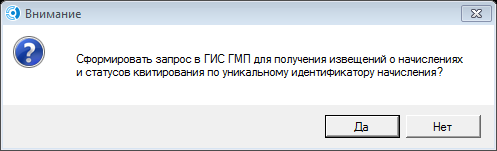 Внимание
Сформировать запрос в ГИС ГМП для получения извещений о начислениях
и статусов квитирования по уникальному идентификатору начисления?
Да
Нет